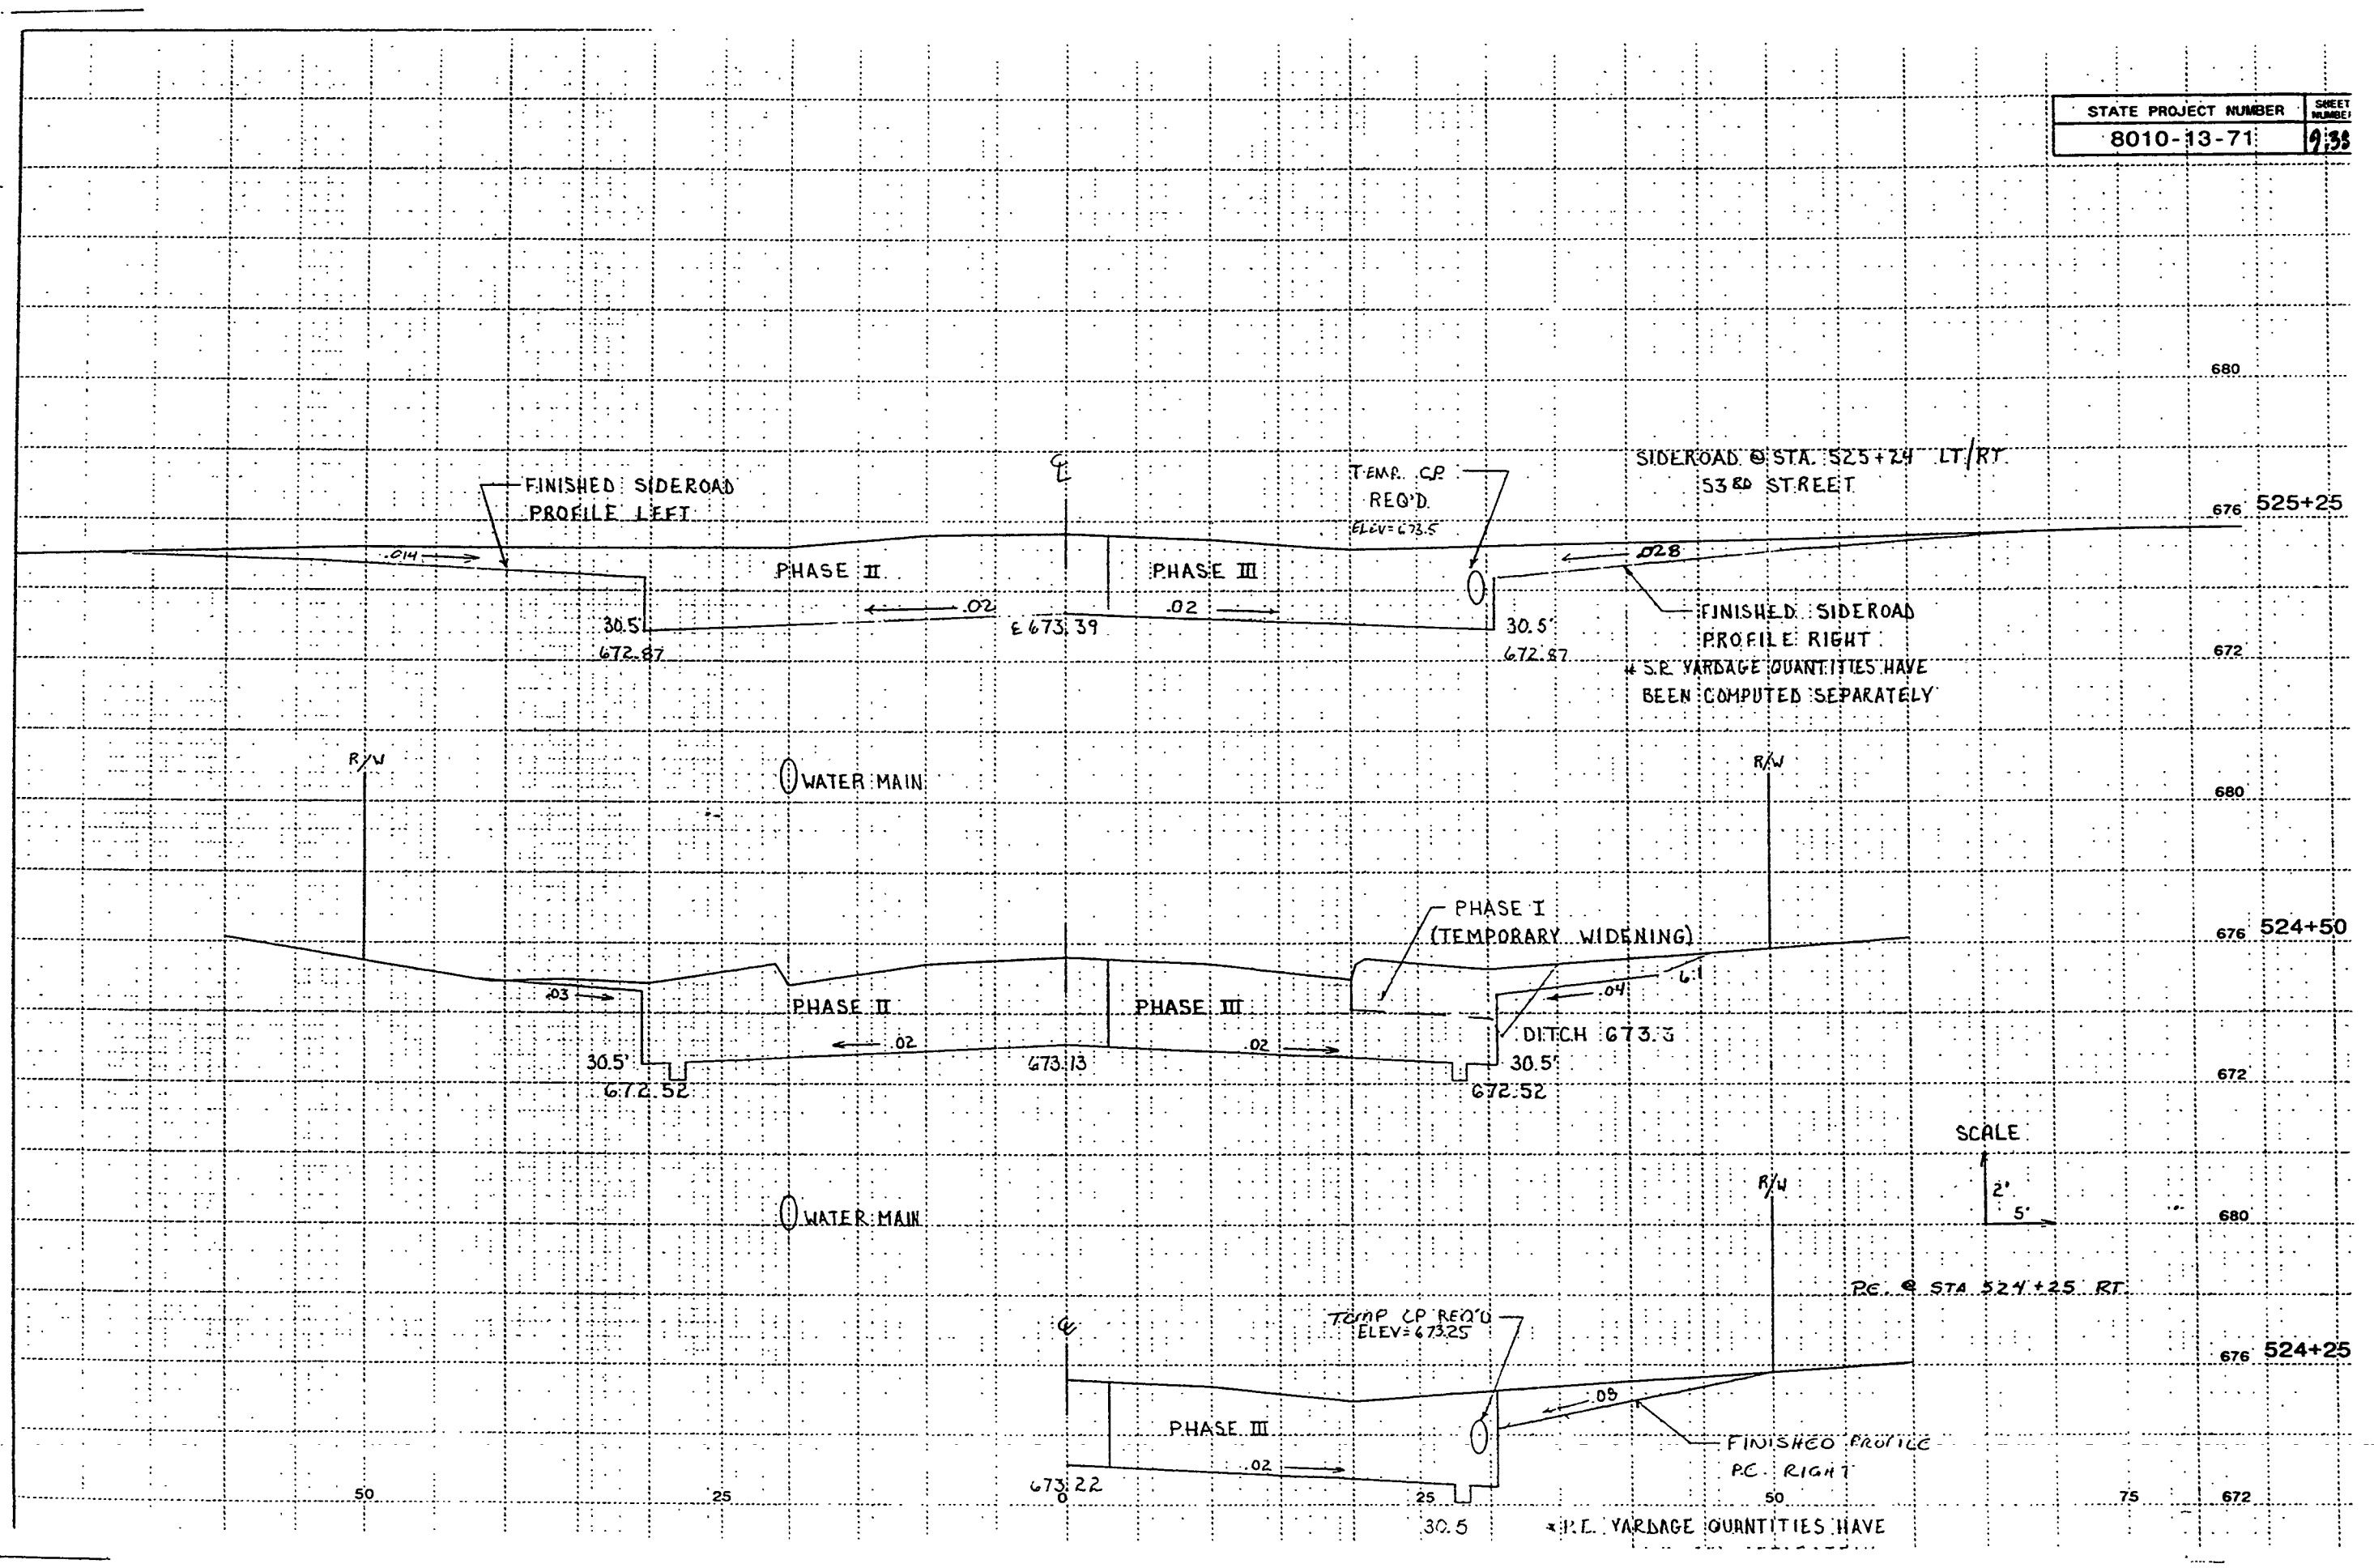 STATE PROJECT NUMBER
SHEET
8010-13-71
680
℄
SIDEROAD @ STA. 525+24 LT/RT.
53RD STREET
TEMP. CP.
REQ'D.
ELEV=673.5
FINISHED SIDEROAD
PROFILE LEFT
676 525+25
.014
.028
PHASE II
PHASE III
.02
.02
30.5'
℄ 673.39
30.5'
672.87
672.87
FINISHED SIDEROAD
PROFILE RIGHT
* S.R. YARDAGE QUANTITIES HAVE
BEEN COMPUTED SEPARATELY
672
R/W
R/W
WATER MAIN
680
PHASE I
(TEMPORARY WIDENING)
676 524+50
.03
.04
6:1
PHASE II
PHASE III
DITCH 673.3
.02
.02
30.5'
673.13
30.5'
672.52
672.52
672
SCALE
2'
5'
R/W
WATER MAIN
680
P.E. @ STA 524+25 RT.
℄
TEMP CP REQ'D
ELEV=673.25
676 524+25
PHASE III
FINISHED PROFILE
P.E. RIGHT
.02
673.22
50
25
0
25
50
75
672
30.5
* P.E. YARDAGE QUANTITIES HAVE